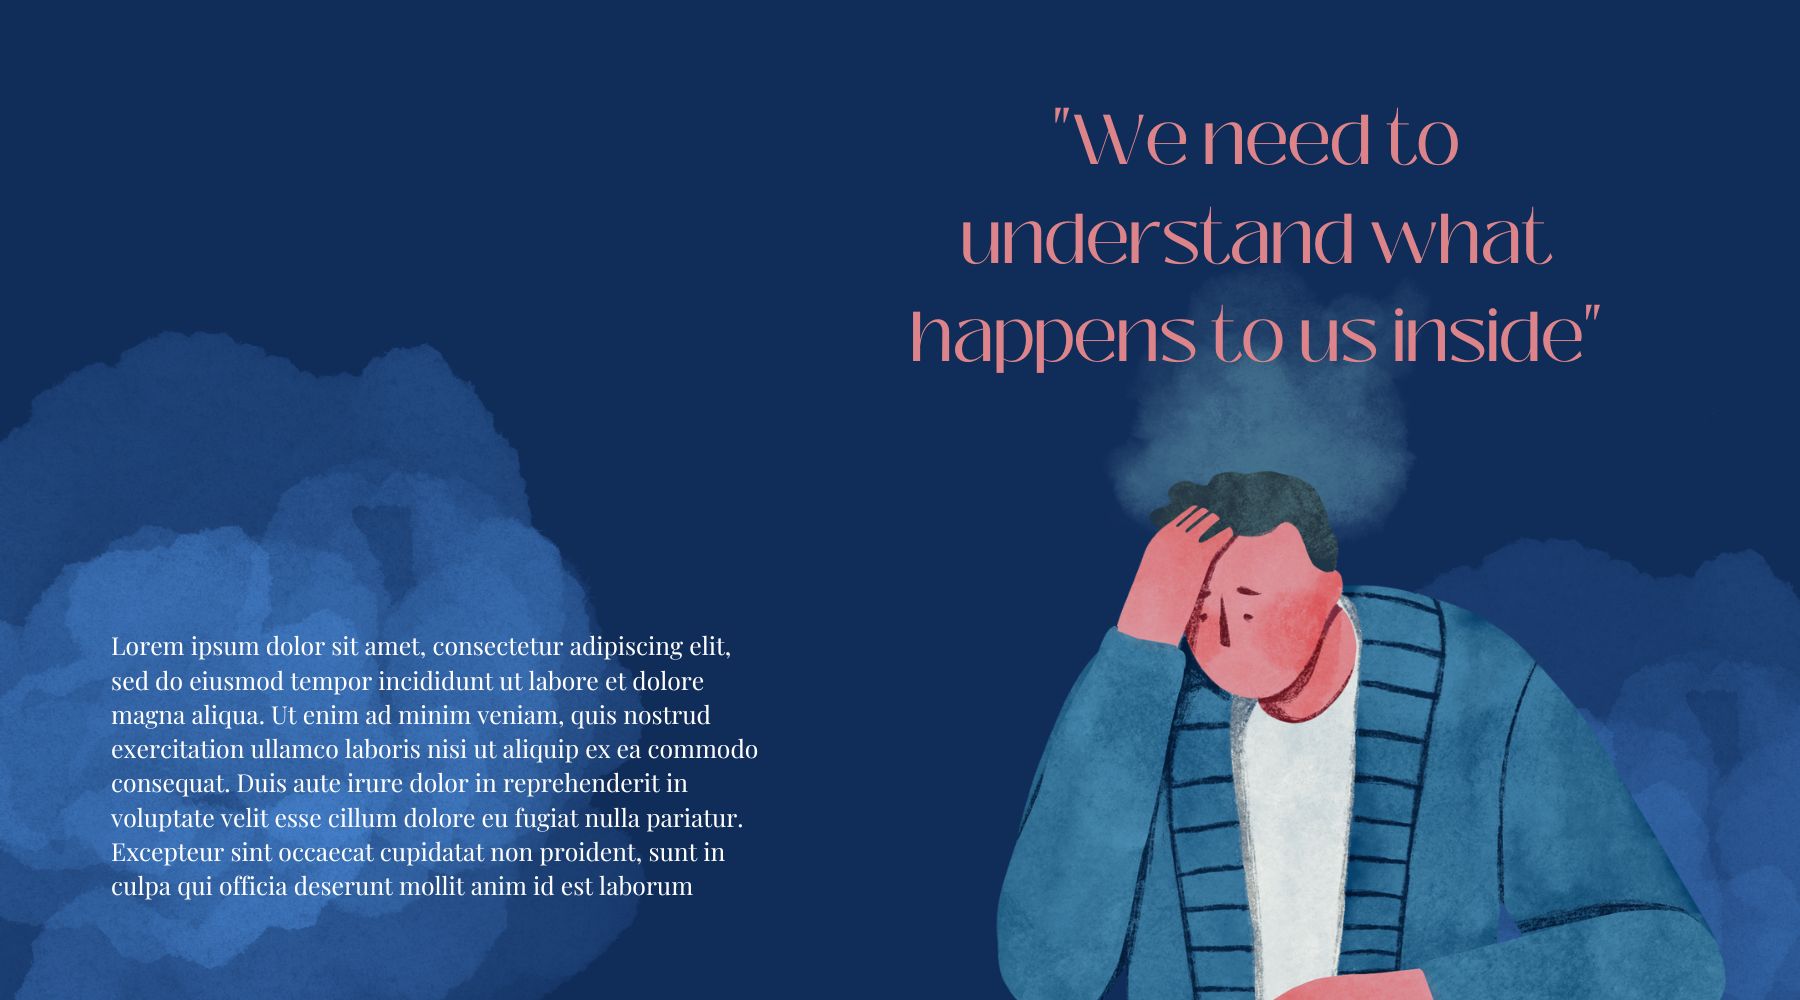 "We need to
understand what
happens to us inside"
Lorem ipsum dolor sit amet, consectetur adipiscing elit,
sed do eiusmod tempor incididunt ut labore et dolore
magna aliqua. Ut enim ad minim veniam, quis nostrud
exercitation ullamco laboris nisi ut aliquip ex ea commodo
consequat. Duis aute irure dolor in reprehenderit in
voluptate velit esse cillum dolore eu fugiat nulla pariatur.
Excepteur sint occaecat cupidatat non proident, sunt in
culpa qui officia deserunt mollit anim id est laborum